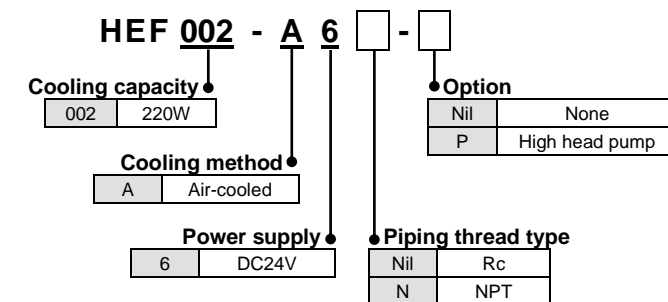 HEF 002 - A 6 -
Cooling capacity
002 220W
Option
Nil None
P High head pump
Cooling method
A Air-cooled
Power supply
6 DC24V
Piping thread type
Nil Rc
N NPT